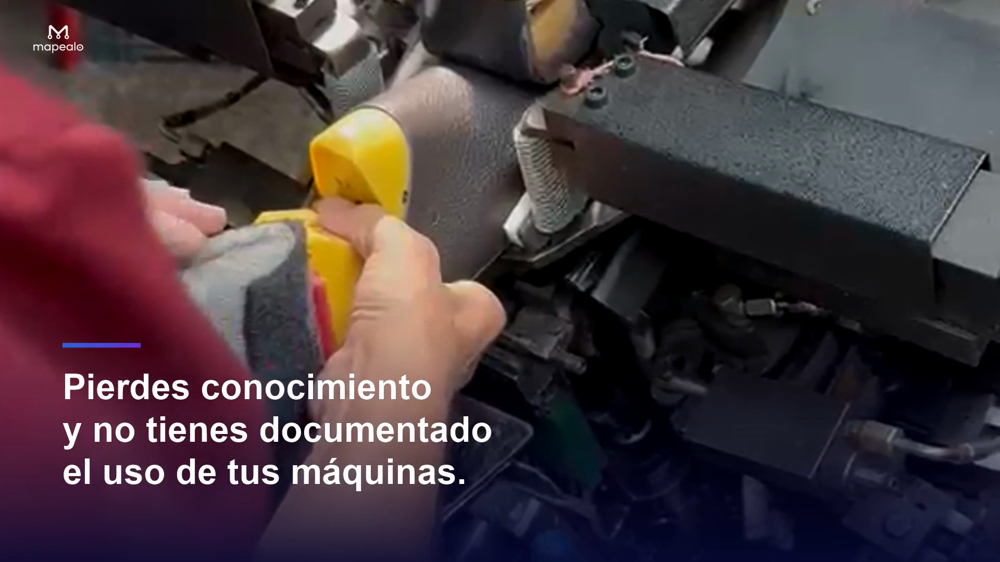 mapealo
Pierdes conocimiento
y no tienes documentado
el uso de tus máquinas.